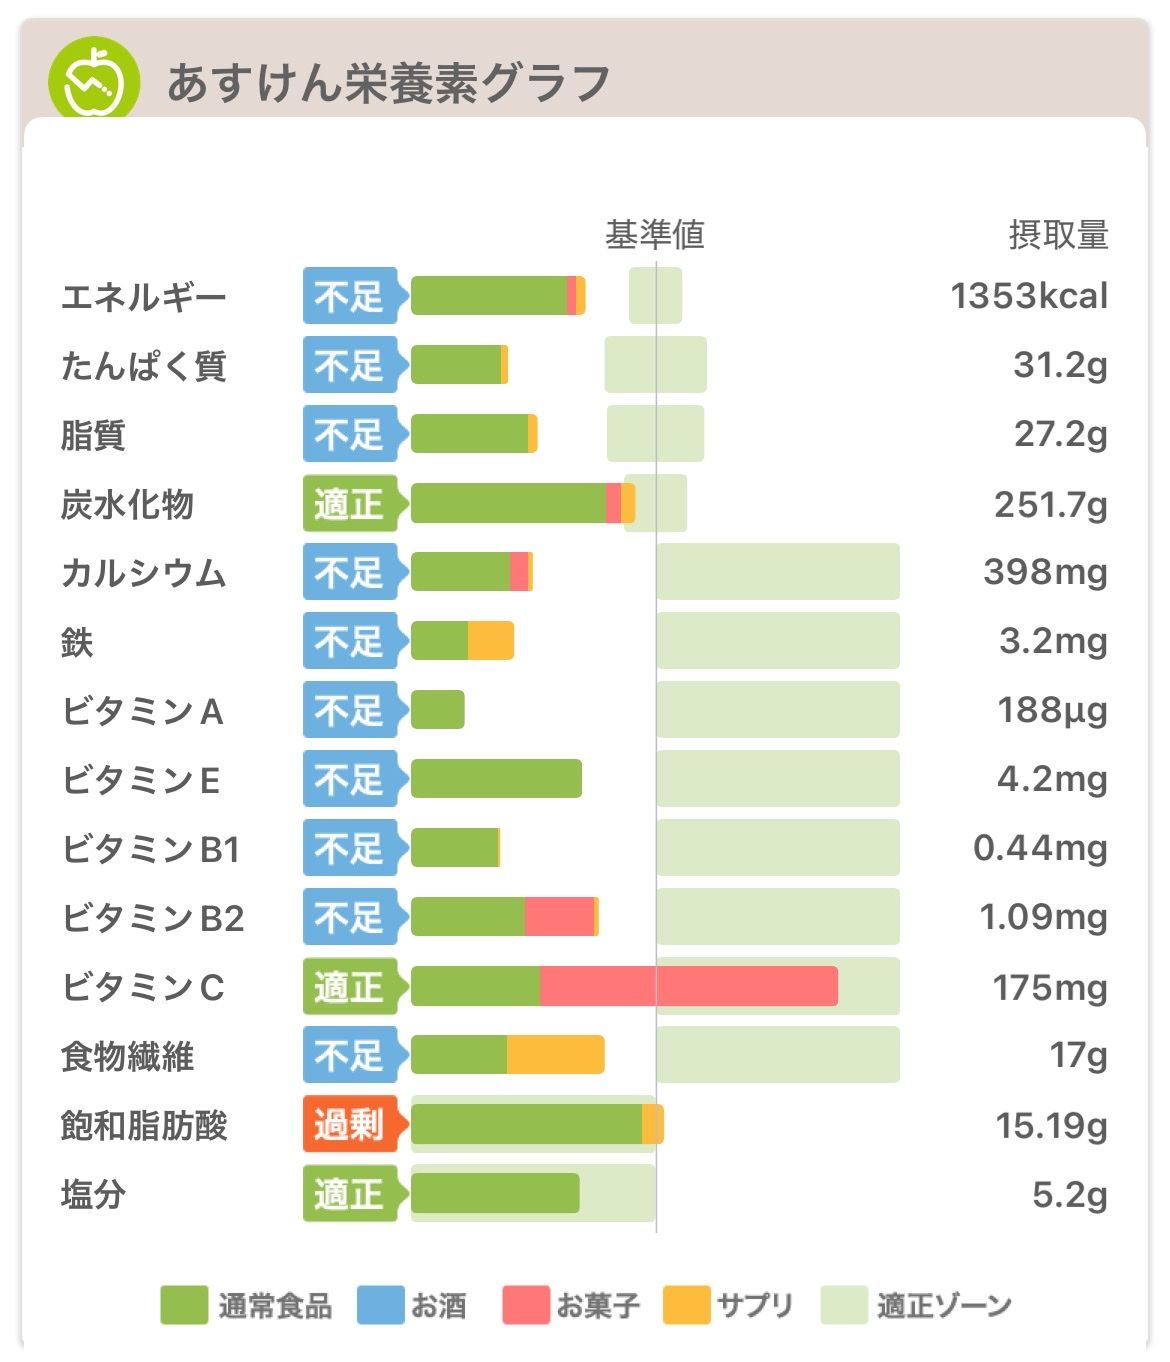 あすけん栄養素グラフ
基準値 摂取量
エネルギー 不足 1353kcal
たんぱく質 不足 31.2g
脂質 不足 27.2g
炭水化物 適正 251.7g
カルシウム 不足 398mg
鉄 不足 3.2mg
ビタミンA 不足 188μg
ビタミンE 不足 4.2mg
ビタミンB1 不足 0.44mg
ビタミンB2 不足 1.09mg
ビタミンC 適正 175mg
食物繊維 不足 17g
飽和脂肪酸 過剰 15.19g
塩分 適正 5.2g
通常食品 お酒 お菓子 サプリ 適正ゾーン